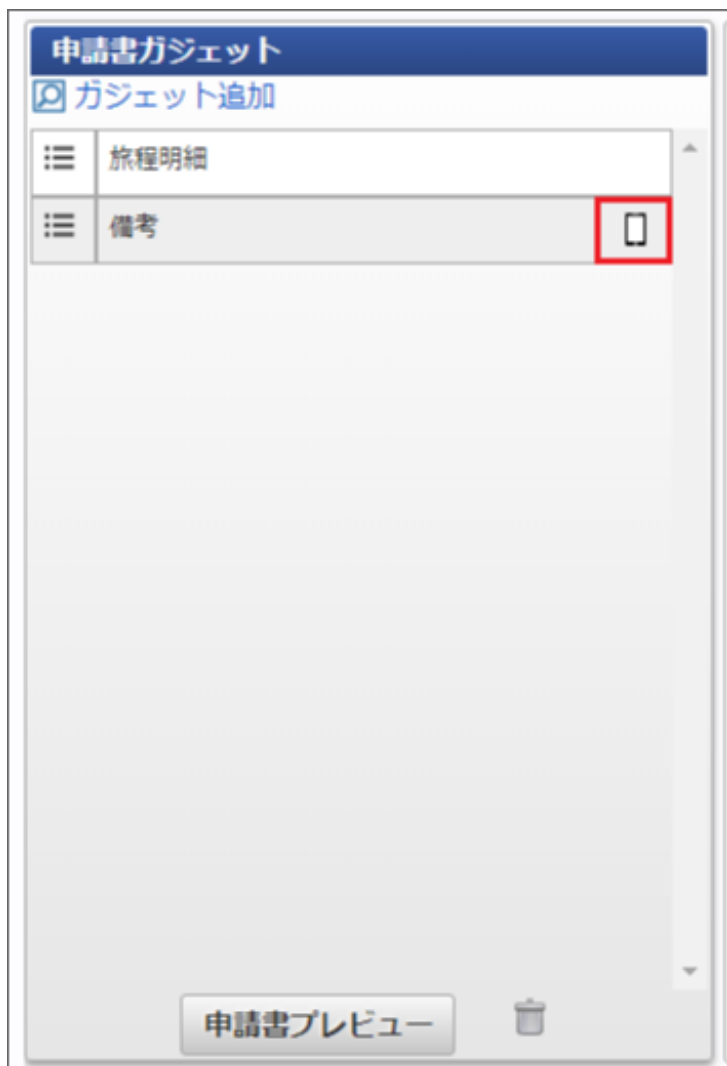 申請書ガジェット
ガジェット追加
旅程明細
備考
申請書プレビュー